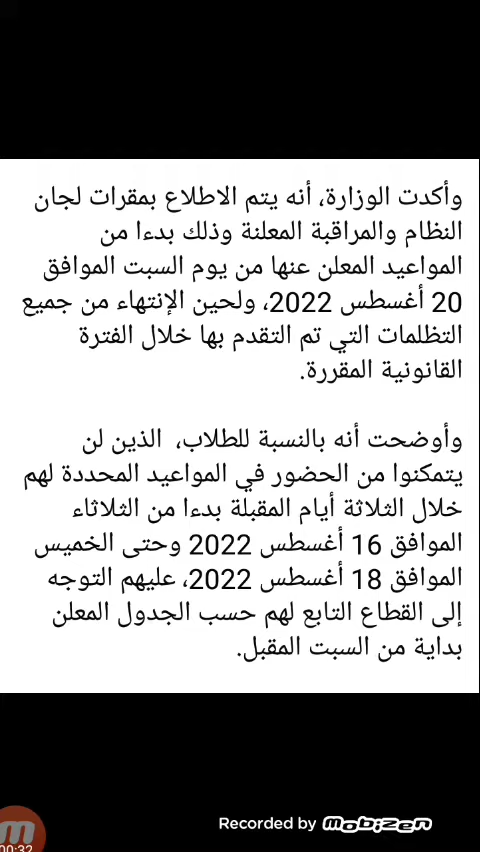 وأكدت الوزارة، أنه يتم الاطلاع بمقرات لجان
النظام والمراقبة المعلنة وذلك بدءا من
المواعيد المعلن عنها من يوم السبت الموافق
20 أغسطس 2022، ولحين الإنتهاء من جميع
التظلمات التي تم التقدم بها خلال الفترة
القانونية المقررة.
وأوضحت أنه بالنسبة للطلاب، الذين لن
يتمكنوا من الحضور في المواعيد المحددة لهم
خلال الثلاثة أيام المقبلة بدءا من الثلاثاء
الموافق 16 أغسطس 2022 وحتى الخميس
الموافق 18 أغسطس 2022، عليهم التوجه
إلى القطاع التابع لهم حسب الجدول المعلن
بداية من السبت المقبل.
Recorded by mobizen
00:32